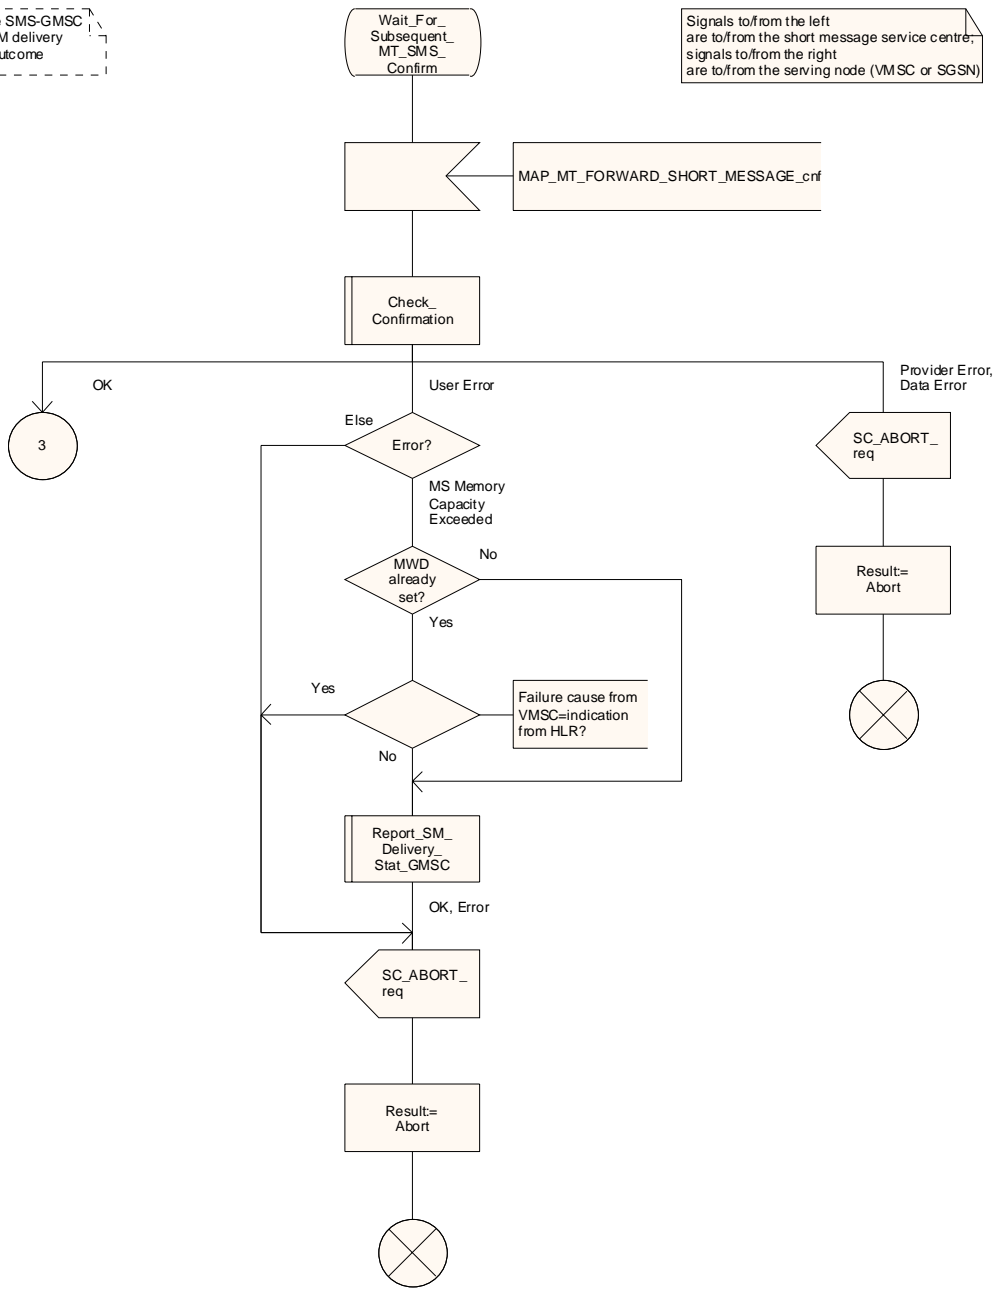 SMS-GMSC
delivery
Wait_For_
Subsequent_
MT_SMS_
Confirm
Signals to/from the left
are to/from the short message service centre;
signals to/from the right
are to/from the serving node (VMSC or SGSN)
MAP_MT_FORWARD_SHORT_MESSAGE_cnf
Check_
Confirmation
OK
User Error
Provider Error,
Data Error
3
Else
Error?
SC_ABORT_
req
MS Memory
Capacity
Exceeded
No
MWD
already
set?
Yes
Result:=
Abort
Yes
Failure cause from
VMSC=indication
from HLR?
No
Report_SM_
Delivery_
Stat_GMSC
OK, Error
SC_ABORT_
req
Result:=
Abort